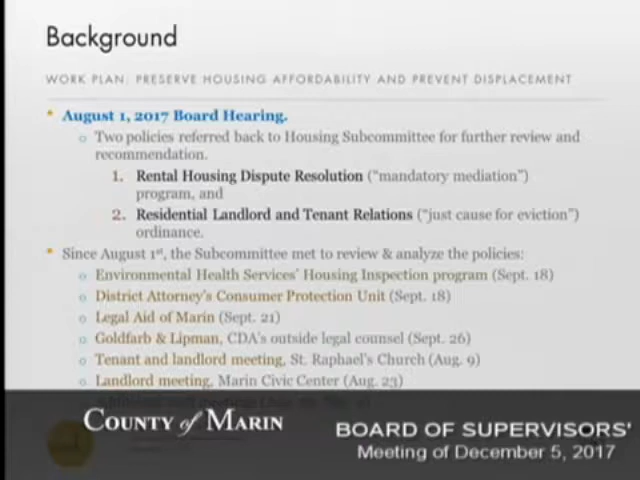 Background
WORK PLAN: PRESERVE HOUSING AFFORDABILITY AND PREVENT DISPLACEMENT
August 1, 2017 Board Hearing.
Two policies referred back to Housing Subcommittee for further review and
recommendation.
1. Rental Housing Dispute Resolution (“mandatory mediation”)
program, and
2. Residential Landlord and Tenant Relations (“just cause for eviction”)
ordinance.
Since August 1st, the Subcommittee met to review & analyze the policies:
Environmental Health Services’ Housing Inspection program (Sept. 18)
District Attorney’s Consumer Protection Unit (Sept. 18)
Legal Aid of Marin (Sept. 21)
Goldfarb & Lipman, CDA’s outside legal counsel (Sept. 26)
Tenant and landlord meeting, St. Raphael’s Church (Aug. 9)
Landlord meeting, Marin Civic Center (Aug. 23)
COUNTY of MARIN
BOARD OF SUPERVISORS'
Meeting of December 5, 2017